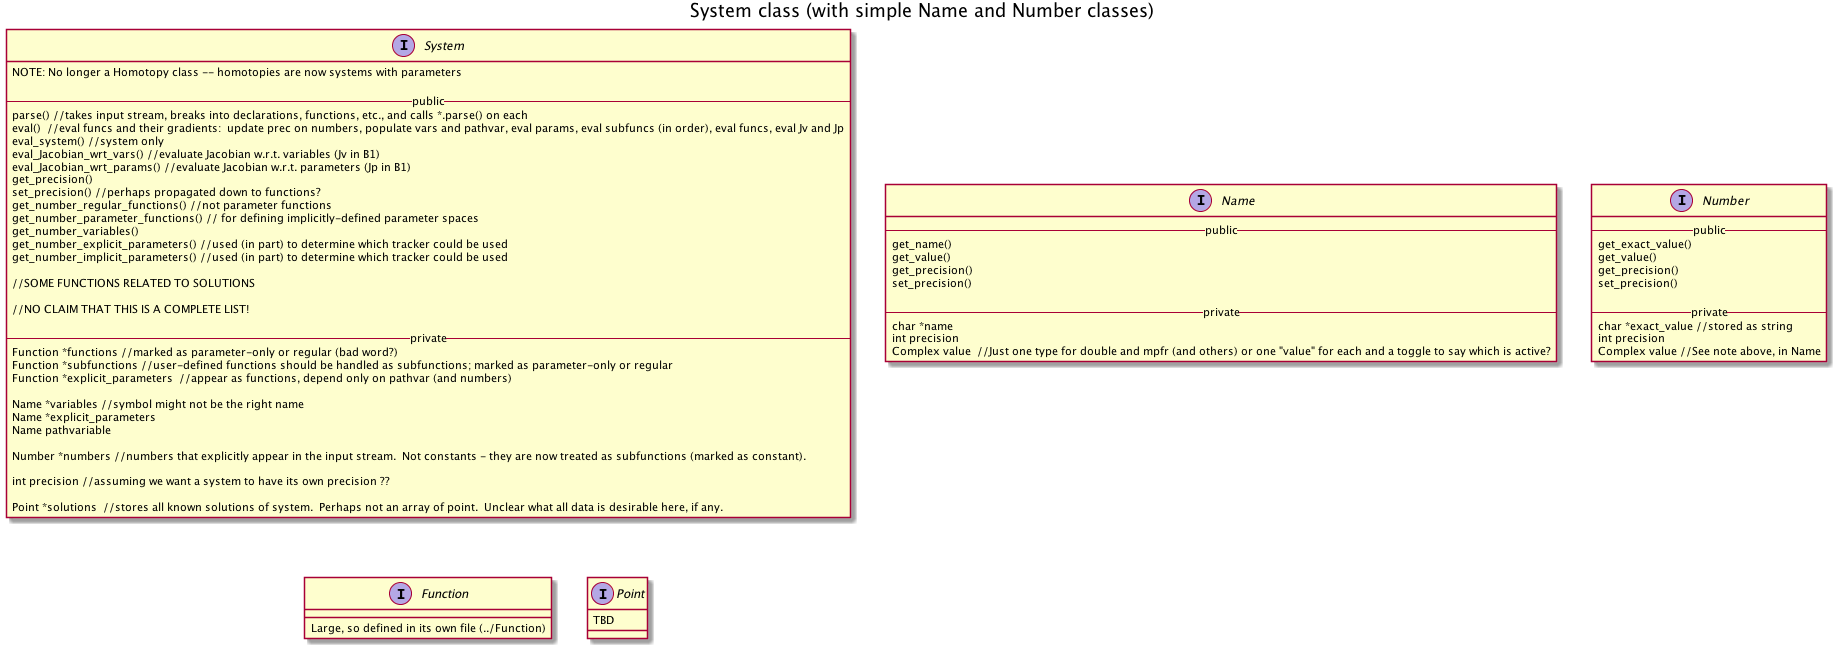 System class (with simple Name and Number classes)
I System
NOTE: No longer a Homotopy class -- homotopies are now systems with parameters
public
parse() //takes input stream, breaks into declarations, functions, etc., and calls *.parse() on each
eval()  //eval funcs and their gradients:  update prec on numbers, populate vars and pathvar, eval params, eval subfuncs (in order), eval funcs, eval Jv and Jp
eval_system() //system only
eval_Jacobian_wrt_vars() //evaluate Jacobian w.r.t. variables (Jv in B1)
eval_Jacobian_wrt_params() //evaluate Jacobian w.r.t. parameters (Jp in B1)
get_precision()
set_precision() //perhaps propagated down to functions?
get_number_regular_functions() //not parameter functions
get_number_parameter_functions() // for defining implicitly-defined parameter spaces
get_number_variables()
get_number_explicit_parameters() //used (in part) to determine which tracker could be used
get_number_implicit_parameters() //used (in part) to determine which tracker could be used
//SOME FUNCTIONS RELATED TO SOLUTIONS
//NO CLAIM THAT THIS IS A COMPLETE LIST!
private
Function *functions //marked as parameter-only or regular (bad word?)
Function *subfunctions //user-defined functions should be handled as subfunctions; marked as parameter-only or regular
Function *explicit_parameters  //appear as functions, depend only on pathvar (and numbers)
Name *variables //symbol might not be the right name
Name *explicit_parameters
Name pathvariable
Number *numbers //numbers that explicitly appear in the input stream.  Not constants - they are now treated as subfunctions (marked as constant).
int precision //assuming we want a system to have its own precision ??
Point *solutions  //stores all known solutions of system.  Perhaps not an array of point.  Unclear what all data is desirable here, if any.
I Name
public
get_name()
get_value()
get_precision()
set_precision()
private
char *name
int precision
Complex value  //Just one type for double and mpfr (and others) or one "value" for each and a toggle to say which is active?
I Number
public
get_exact_value()
get_value()
get_precision()
set_precision()
private
char *exact_value //stored as string
int precision
Complex value //See note above, in Name
I Function
Large, so defined in its own file (../Function)
I Point
TBD